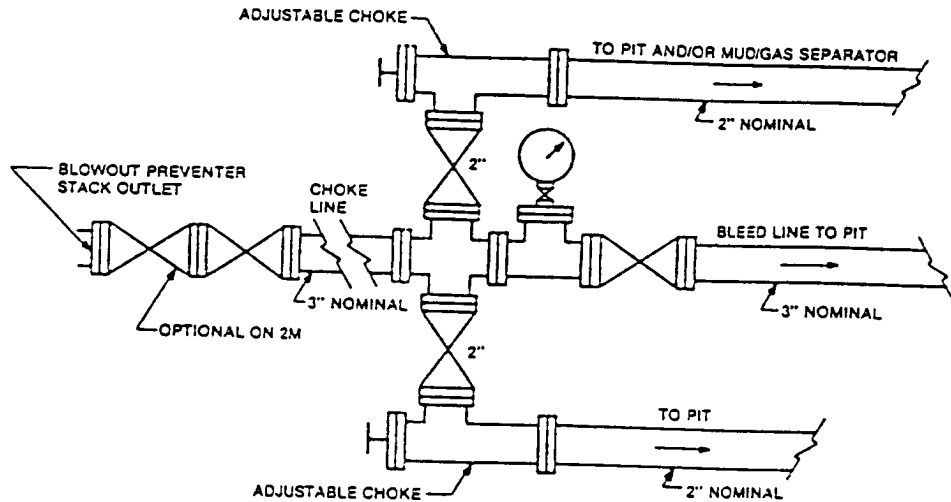 ADJUSTABLE CHOKE
TO PIT AND/OR MUD/GAS SEPARATOR
2" NOMINAL
2"
BLOWOUT PREVENTER
STACK OUTLET
CHOKE
LINE
BLEED LINE TO PIT
3" NOMINAL
3" NOMINAL
OPTIONAL ON 2M
2"
TO PIT
ADJUSTABLE CHOKE
2" NOMINAL